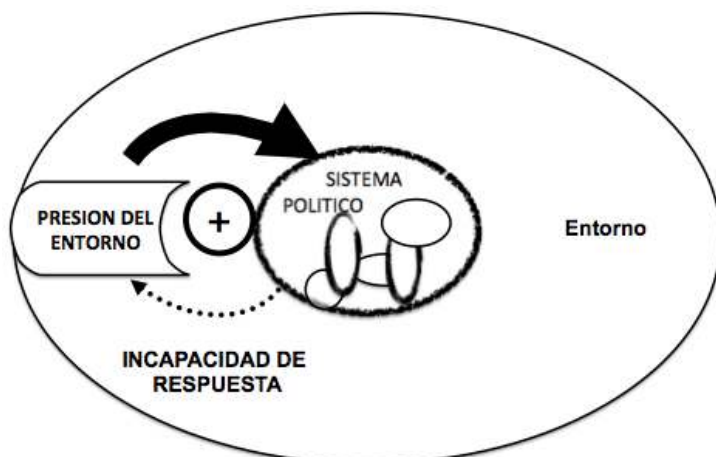 SISTEMA
POLITICO
PRESION DEL
ENTORNO
+
Entorno
INCAPACIDAD DE
RESPUESTA